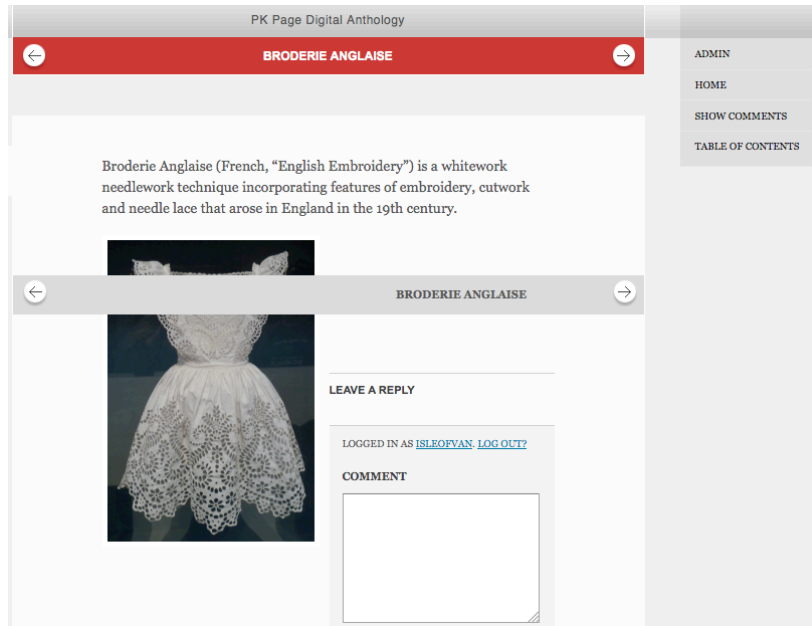 PK Page Digital Anthology
BRODERIE ANGLAISE
ADMIN
HOME
SHOW COMMENTS
TABLE OF CONTENTS
Broderie Anglaise (French, “English Embroidery”) is a whitework
needlework technique incorporating features of embroidery, cutwork
and needle lace that arose in England in the 19th century.
BRODERIE ANGLAISE
LEAVE A REPLY
LOGGED IN AS ISLEOFVAN. LOG OUT?
COMMENT